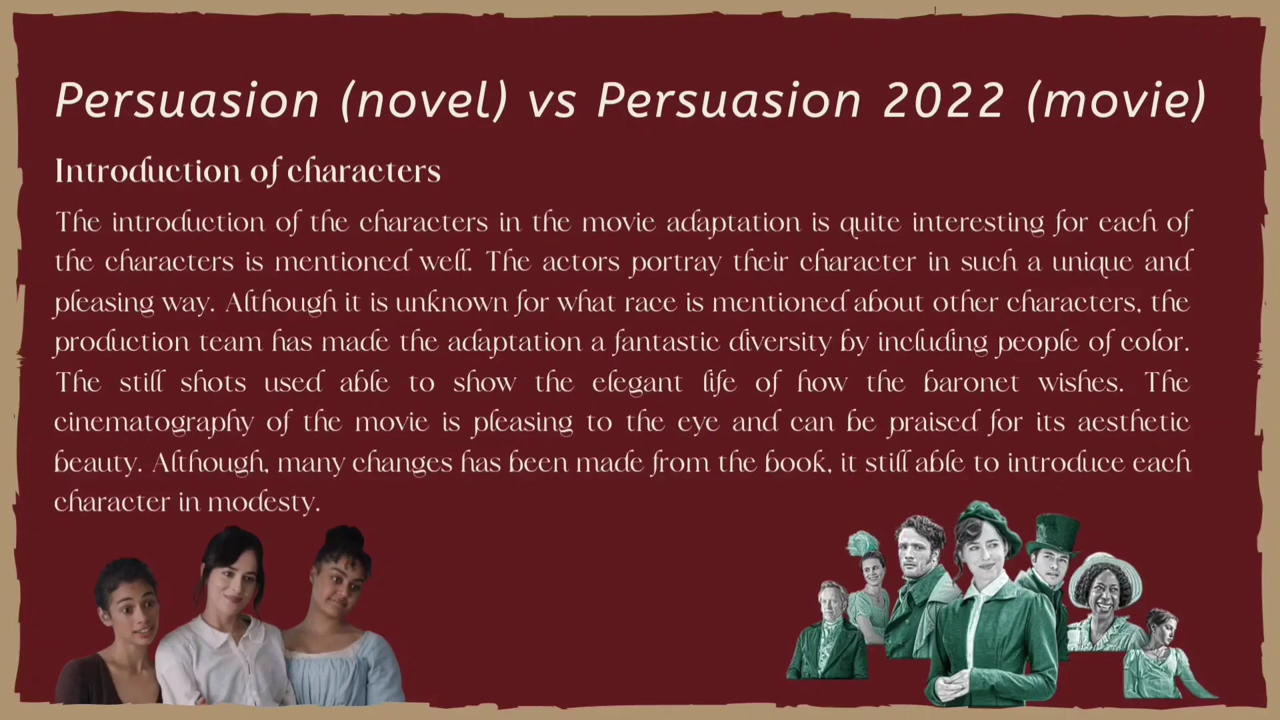 Persuasion (novel) vs Persuasion 2022 (movie)
Introduction of characters
The introduction of the characters in the movie adaptation is quite interesting for each of
the characters is mentioned well. The actors portray their character in such a unique and
pleasing way. Although it is unknown for what race is mentioned about other characters, the
production team has made the adaptation a fantastic diversity by including people of color.
The still shots used able to show the elegant life of how the baronet wishes. The
cinematography of the movie is pleasing to the eye and can be praised for its aesthetic
beauty. Although, many changes has been made from the book, it still able to introduce each
character in modesty.